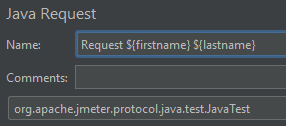 Java Request
Name: Request ${firstname} ${lastname}
Comments:
org.apache.jmeter.protocol.java.test.JavaTest